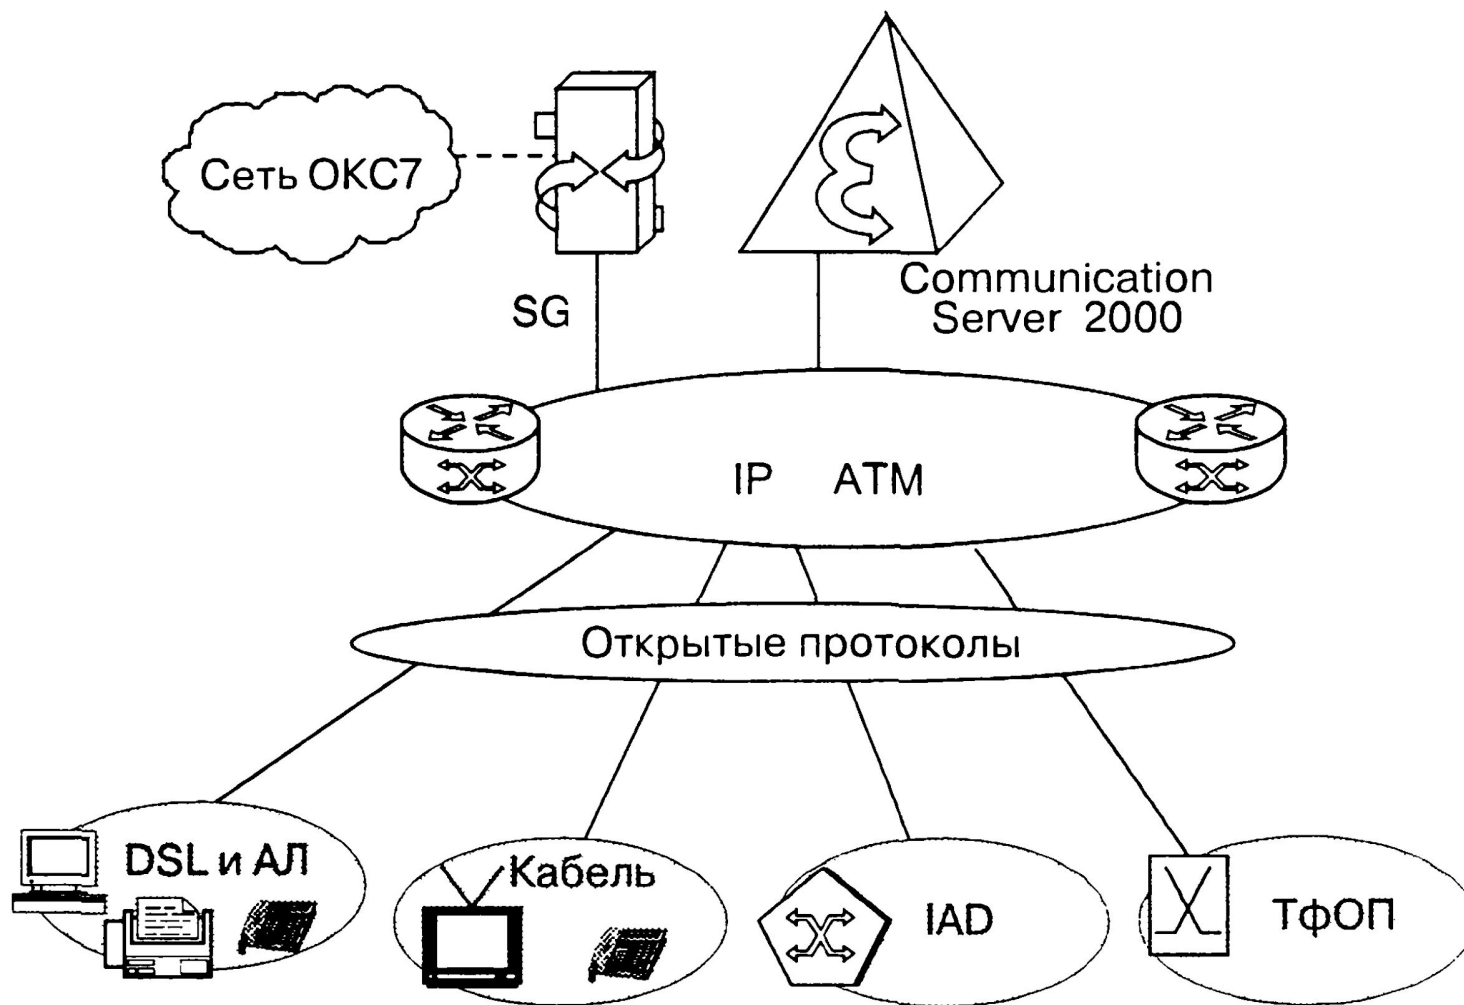 Сеть ОКС7
SG
Communication
Server 2000
IP ATM
Открытые протоколы
DSL и АЛ
Кабель
IAD
ТфОП